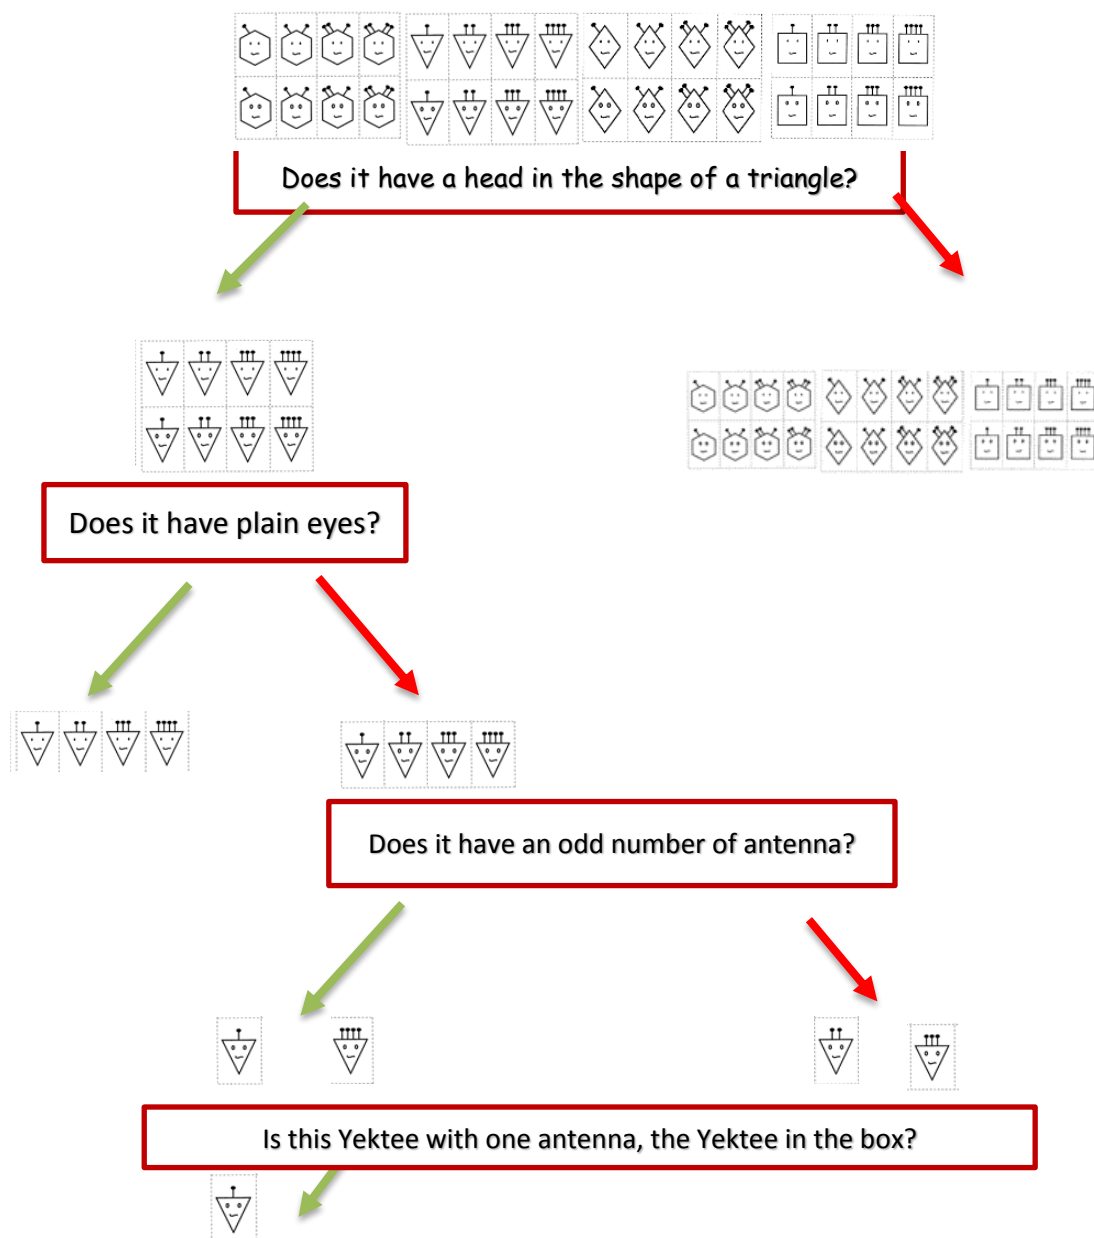 Does it have a head in the shape of a triangle?
Does it have plain eyes?
Does it have an odd number of antenna?
Is this Yektee with one antenna, the Yektee in the box?